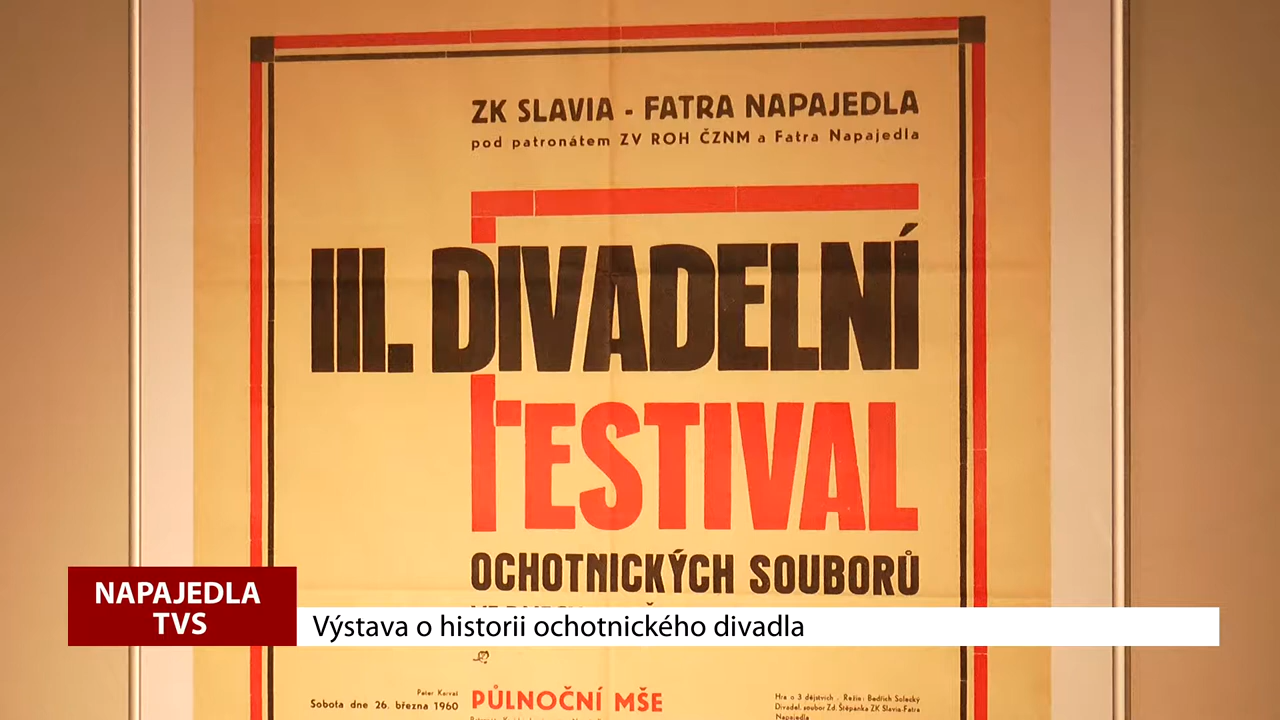 ZK SLAVIA - FATRA NAPAJEDLA
pod patronátem ZV ROH ČZNM a Fatra Napajedla
III. DIVADELNÍ
FESTIVAL
OCHOTNICKÝCH SOUBORŮ
NAPAJEDLA
TVS
Výstava o historii ochotnického divadla
Peter Karvaš
Sobota dne 26. března 1960
PŮLNOČNÍ MŠE
Hra o 3 dějstvích . Režie: Bedřich Solecký
Divadel. soubor Zd. Štěpánka ZK Slavia-Fatra
Napajedla